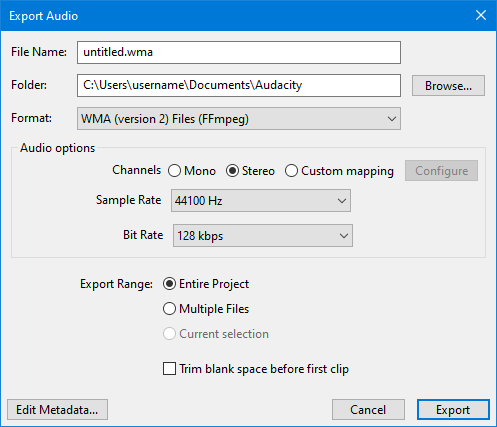 Export Audio
File Name: untitled.wma
Folder: C:\Users\username\Documents\Audacity Browse...
Format: WMA (version 2) Files (FFmpeg)
Audio options
Channels Mono Stereo Custom mapping Configure
Sample Rate 44100 Hz
Bit Rate 128 kbps
Export Range: Entire Project
Multiple Files
Current selection
Trim blank space before first clip
Edit Metadata... Cancel Export